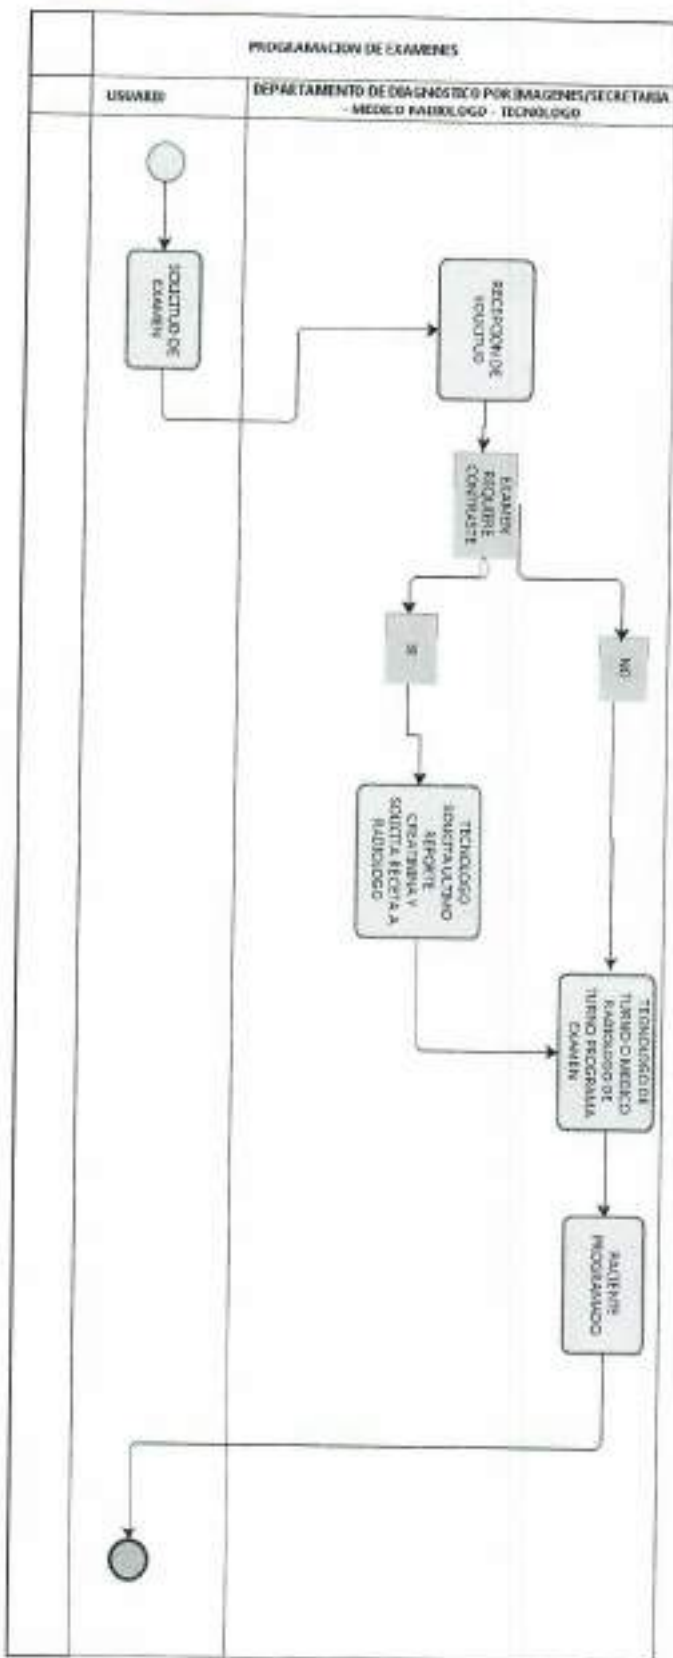 PROGRAMACION DE EXAMENES
USUARIO
DEPARTAMENTO DE DIAGNOSTICO POR IMAGENES/SECRETARIA
- MEDICO RADIOLOGO - TECNOLOGO
SOLICITUD DE
EXAMEN
RECEPCION DE
SOLICITUD
EXAMEN
REQUIERE
CONTRASTE
SI
NO
TECNOLOGO
SOLICITA ULTIMO
REPORTE
CREATININA Y
SOLICITA RECETA A
RADIOLOGO
TECNOLOGO DE
TURNO O MEDICO
RADIOLOGO DE
TURNO PROGRAMA
EXAMEN
PACIENTE
PROGRAMADO